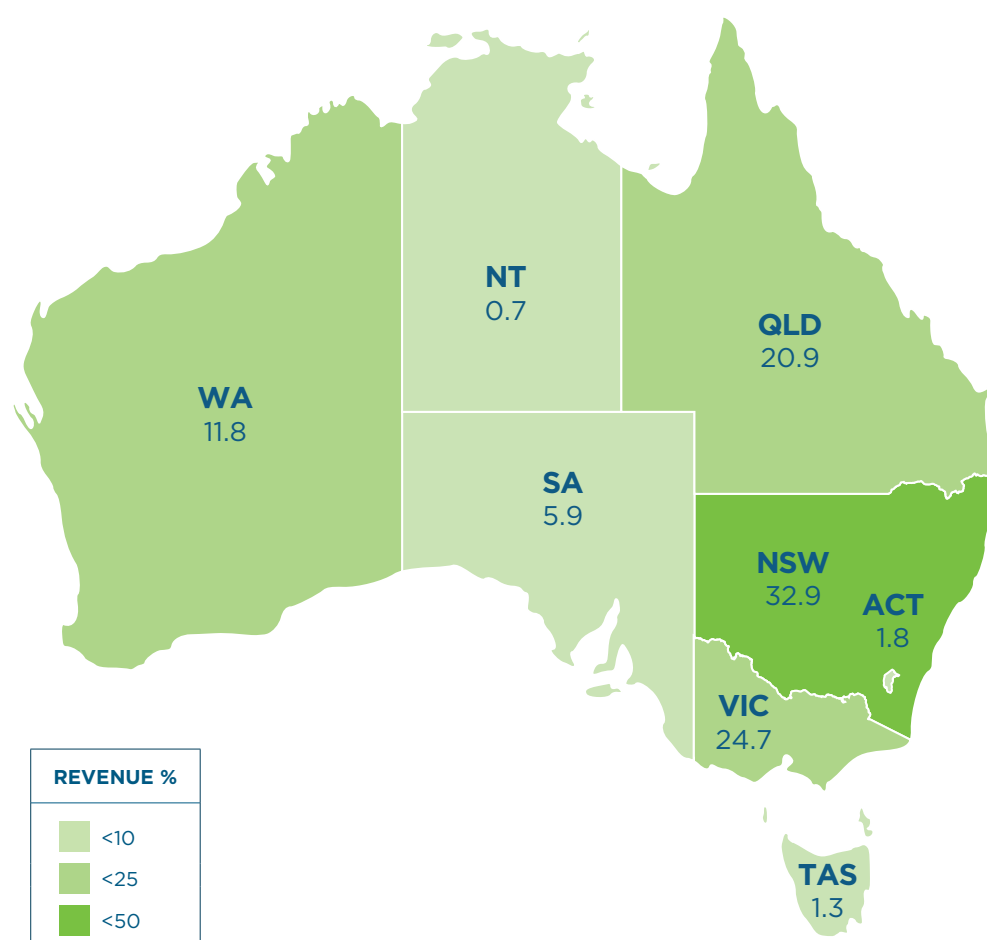 NT
0.7
QLD
20.9
WA
11.8
SA
5.9
NSW
32.9
ACT
1.8
VIC
24.7
REVENUE %
<10
<25
<50
TAS
1.3